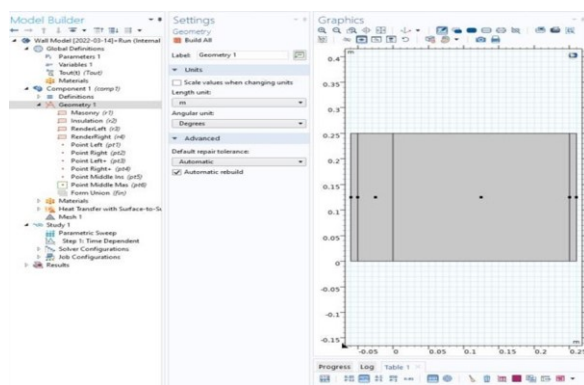 Model Builder
Wall Model [2022-03-14]+Run (Internal
Global Definitions
Pi Parameters 1
Variables 1
Text(t) (Tout)
Materials
Component 1 (comp1)
Definitions
Geometry 1
Masonry (r1)
Insulation (r2)
RenderLeft (r3)
RenderRight (r4)
Point Left (pt1)
Point Right (pt2)
Point Left+ (pt3)
Point Right+ (pt4)
Point Middle Ins (pt5)
Point Middle Mas (pt6)
Form Union (fin)
Materials
Heat Transfer with Surface-to-Su
Mesh 1
Study 1
Parametric Sweep
Step 1: Time Dependent
Solver Configurations
Job Configurations
Results
Settings
Geometry
Build All
Label: Geometry 1
Units
Scale values when changing units
Length unit:
m
Angular unit:
Degrees
Advanced
Default repair tolerance:
Automatic
Automatic rebuild
Graphics
m
0.4
0.35
0.3
0.25
0.2
0.15
0.1
0.05
0
-0.05
-0.1
-0.15
-0.05
0
0.05
0.1
0.15
0.2
0.25
m
Progress Log Table 1